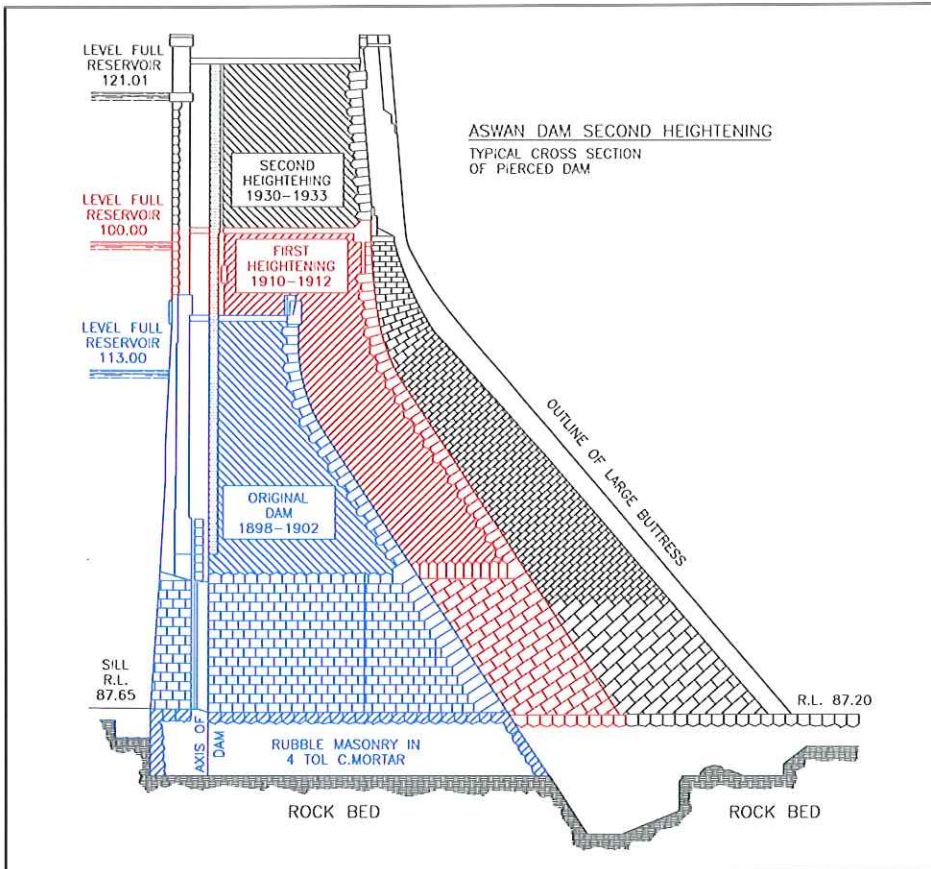 LEVEL FULL
RESERVOIR
121.01
ASWAN DAM SECOND HEIGHTENING
TYPICAL CROSS SECTION
OF PIERCED DAM
SECOND
HEIGHTEHING
1930-1933
LEVEL FULL
RESERVOIR
100.00
FIRST
HEIGHTENING
1910-1912
LEVEL FULL
RESERVOIR
113.00
OUTLINE OF LARGE BUTTRESS
ORIGINAL
DAM
1898-1902
SILL
R.L.
87.65
R.L. 87.20
AXIS OF
DAM
RUBBLE MASONRY IN
4 TOL C.MORTAR
ROCK BED
ROCK BED